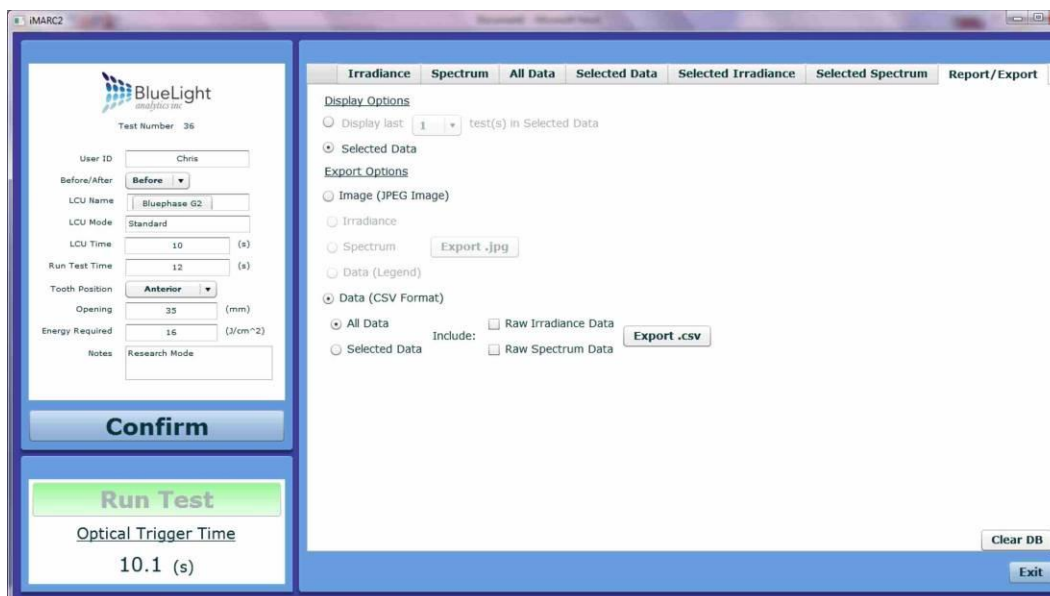 iMARC2
BlueLight
analytics inc
Test Number 36
User ID Chris
Before/After Before
LCU Name Bluephase G2
LCU Mode Standard
LCU Time 10 (s)
Run Test Time 12 (s)
Tooth Position Anterior
Opening 35 (mm)
Energy Required 16 (J/cm^2)
Notes Research Mode
Confirm
Run Test
Optical Trigger Time
10.1 (s)
Irradiance Spectrum All Data Selected Data Selected Irradiance Selected Spectrum Report/Export
Display Options
Display last 1 test(s) in Selected Data
Selected Data
Export Options
Image (JPEG Image)
Irradiance
Spectrum Export .jpg
Data (Legend)
Data (CSV Format)
All Data
Selected Data
Include:
Raw Irradiance Data
Raw Spectrum Data
Export .csv
Clear DB
Exit